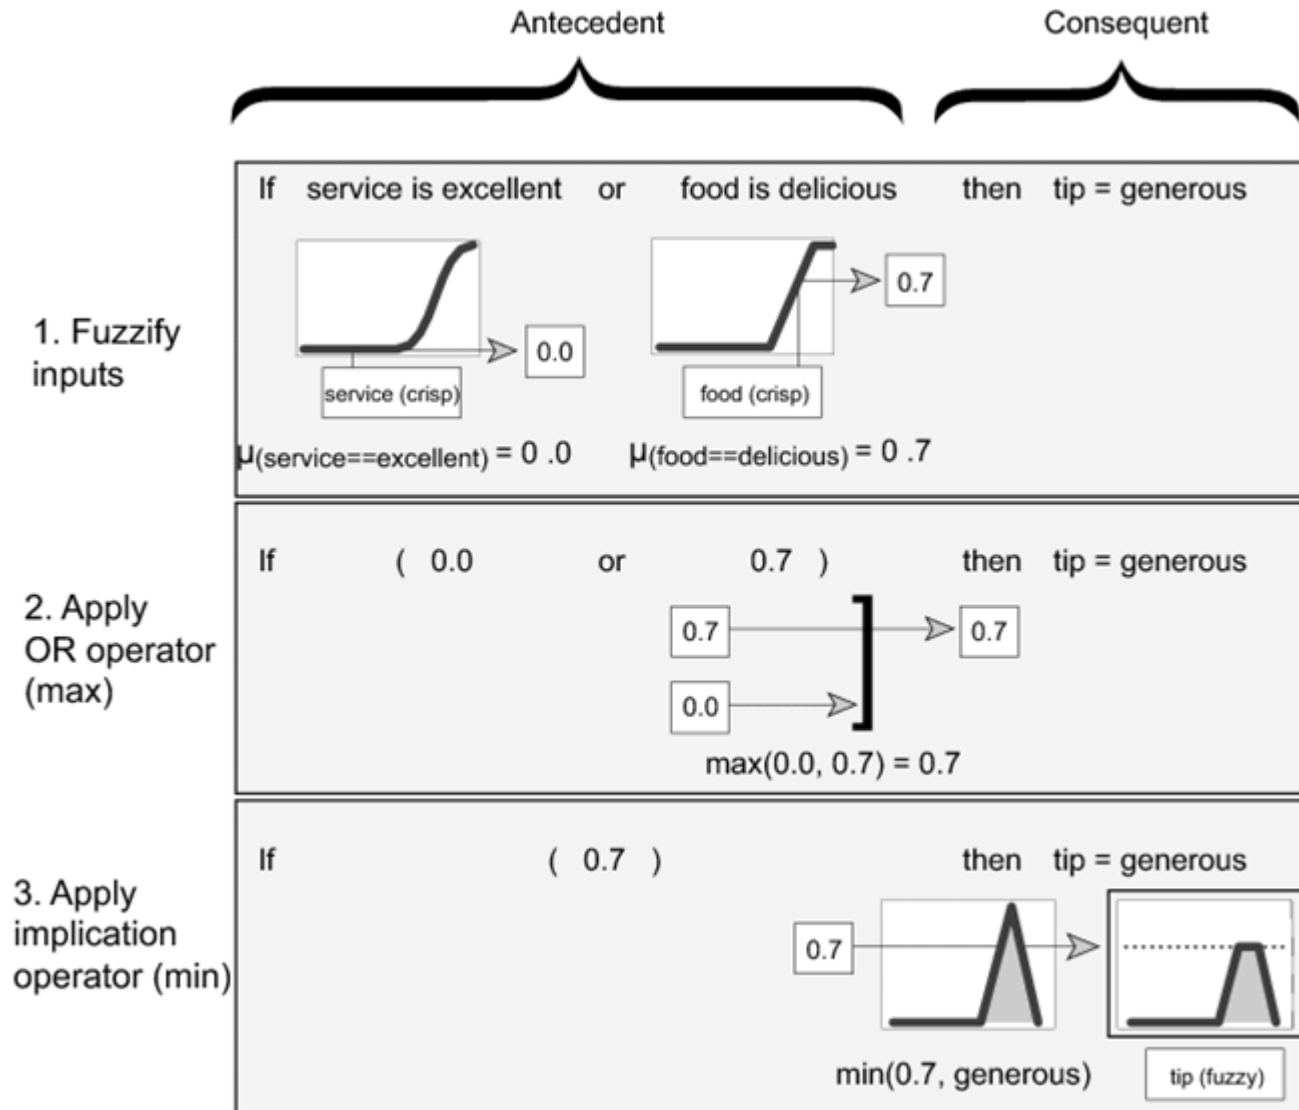 Antecedent Consequent
If service is excellent or food is delicious then tip = generous
1. Fuzzify
inputs
0.7
0.0
service (crisp) food (crisp)
μ(service==excellent) = 0 .0 μ(food==delicious) = 0 .7
If ( 0.0 or 0.7 ) then tip = generous
2. Apply
OR operator
(max)
0.7 0.7
0.0
max(0.0, 0.7) = 0.7
If ( 0.7 ) then tip = generous
3. Apply
implication
operator (min)
0.7
min(0.7, generous) tip (fuzzy)